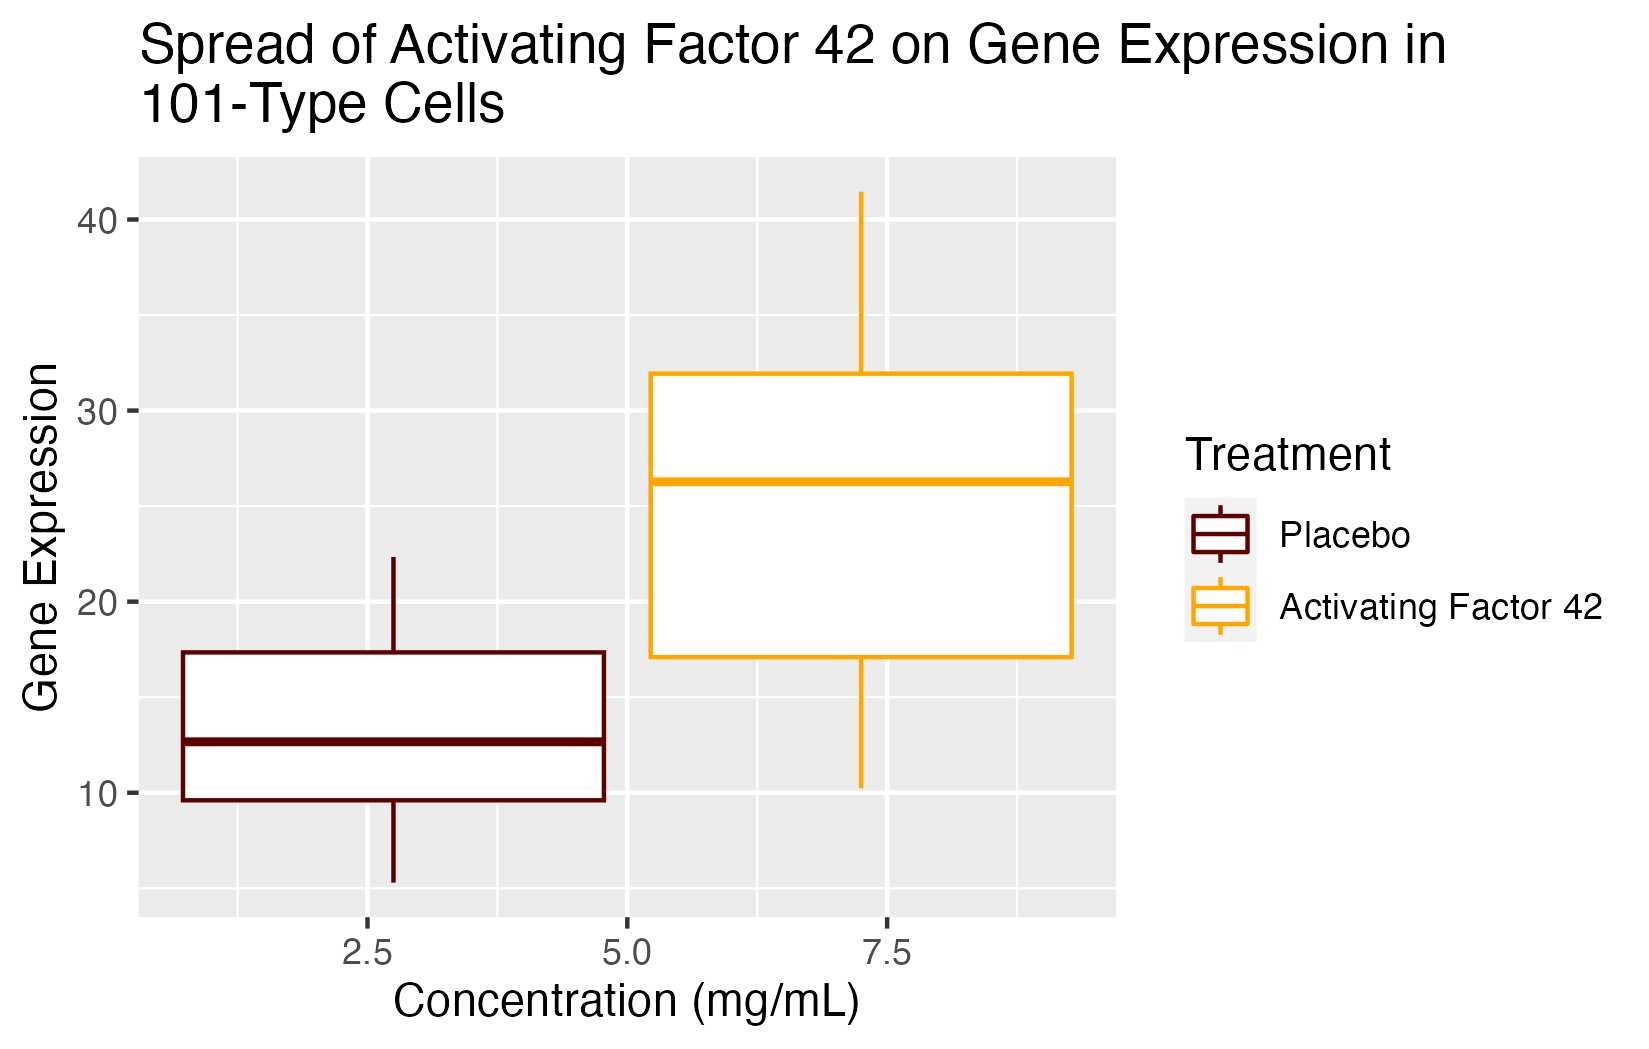 Spread of Activating Factor 42 on Gene Expression in
101-Type Cells
40
30
20
10
Gene Expression
2.5
5.0
7.5
Concentration (mg/mL)
Treatment
Placebo
Activating Factor 42